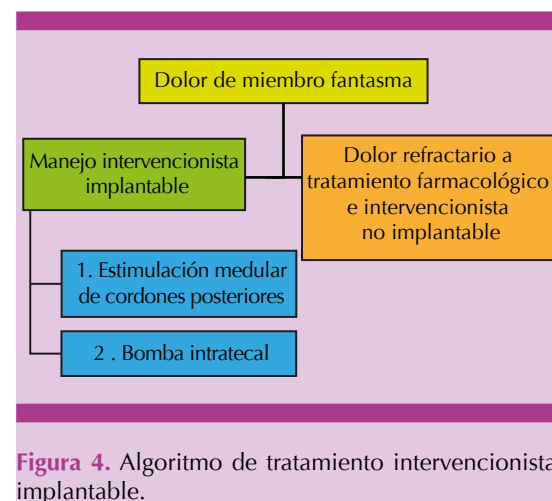 Dolor de miembro fantasma
Manejo intervencionista
implantable
Dolor refractario a
tratamiento farmacológico
e intervencionista
no implantable
1. Estimulación medular
de cordones posteriores
2 . Bomba intratecal
Figura 4. Algoritmo de tratamiento intervencionista
implantable.